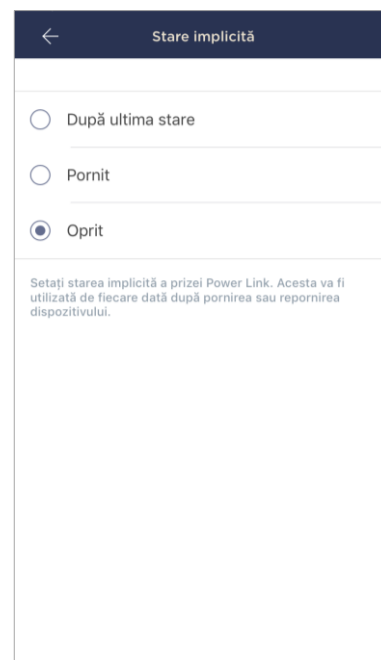 Stare implicită
După ultima stare
Pornit
Oprit
Setați starea implicită a prizei Power Link. Acesta va fi
utilizată de fiecare dată după pornirea sau repornirea
dispozitivului.